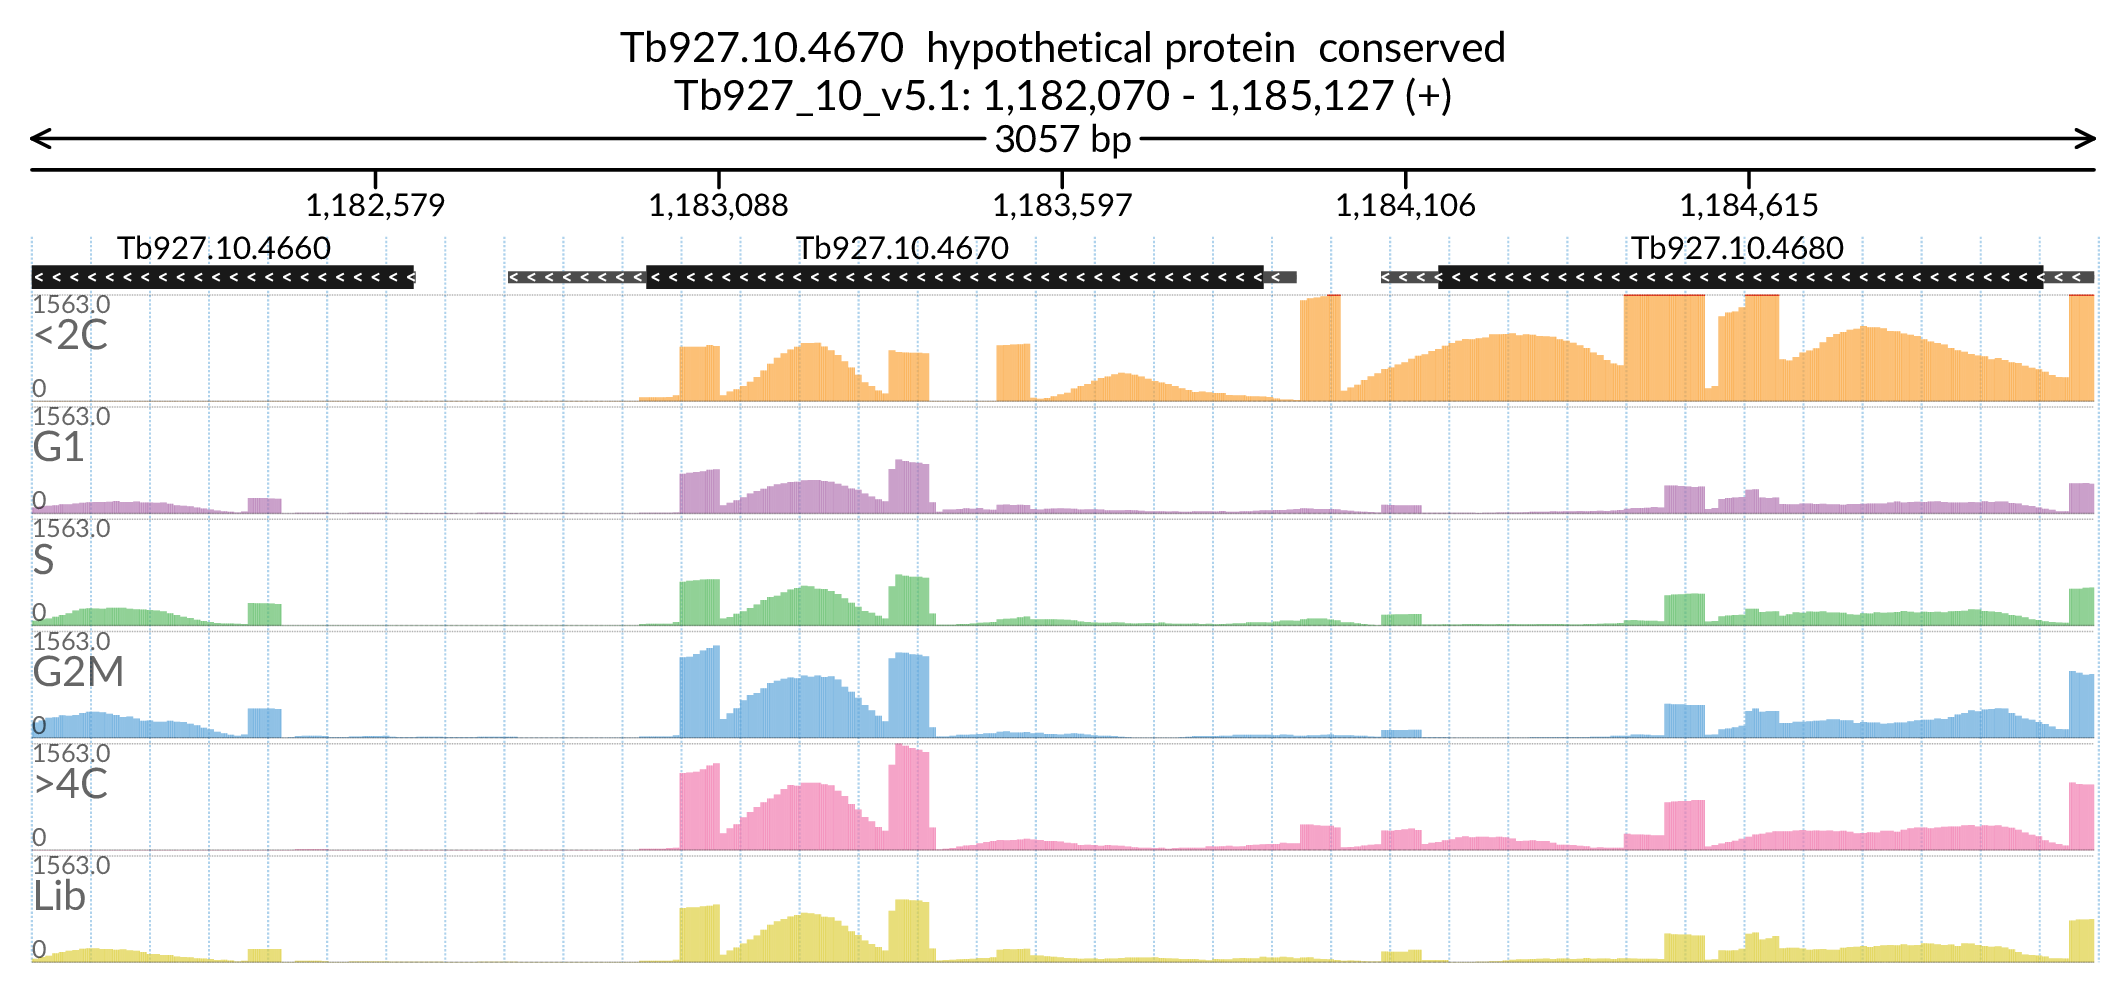 Tb927.10.4670  hypothetical protein  conserved
Tb927_10_v5.1: 1,182,070 - 1,185,127 (+)
3057 bp
1,182,579 1,183,088 1,183,597 1,184,106 1,184,615
Tb927.10.4660 Tb927.10.4670 Tb927.10.4680
1563.0
<2C
0
1563.0
G1
0
1563.0
S
0
1563.0
G2M
0
1563.0
>4C
0
1563.0
Lib
0